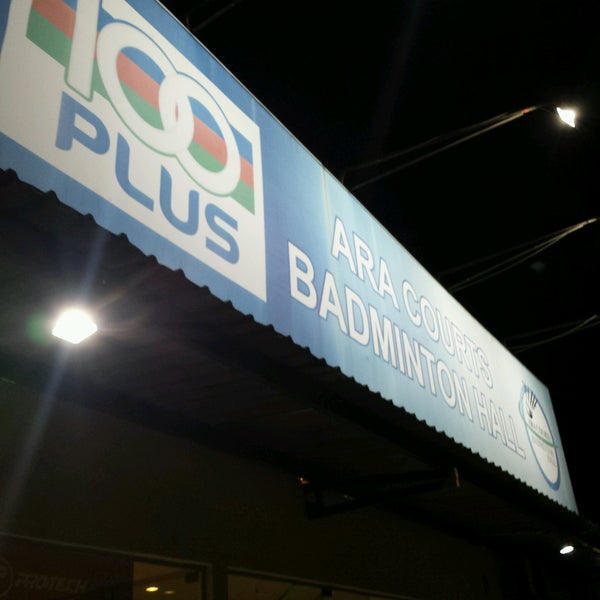 100
PLUS
ARA COURTS
BADMINTON HALL
PROTECH